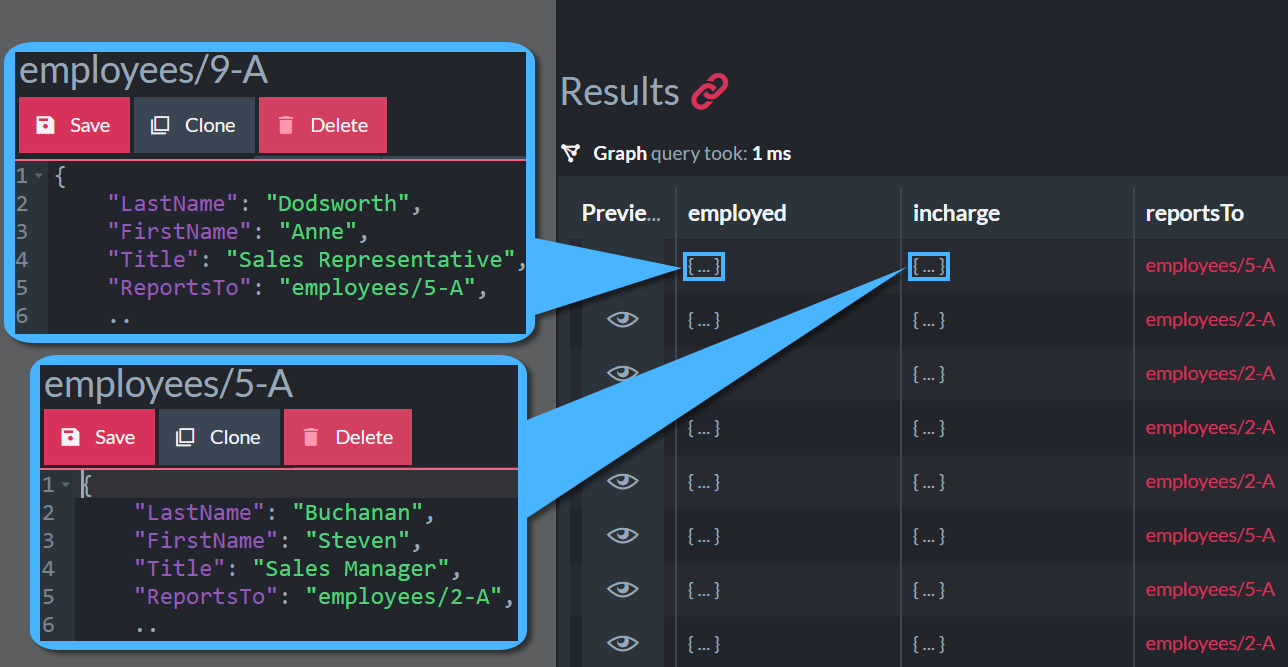 employees/9-A
Save Clone Delete
1 {
2 "LastName": "Dodsworth",
3 "FirstName": "Anne",
4 "Title": "Sales Representative",
5 "ReportsTo": "employees/5-A",
6 ..
employees/5-A
Save Clone Delete
1 {
2 "LastName": "Buchanan",
3 "FirstName": "Steven",
4 "Title": "Sales Manager",
5 "ReportsTo": "employees/2-A",
6 ..
Results
Graph query took: 1 ms
Previe... employed incharge reportsTo
{ ... } { ... } employees/5-A
{ ... } { ... } employees/2-A
{ ... } { ... } employees/2-A
{ ... } { ... } employees/2-A
{ ... } { ... } employees/2-A
{ ... } { ... } employees/5-A
{ ... } { ... } employees/5-A
{ ... } { ... } employees/2-A